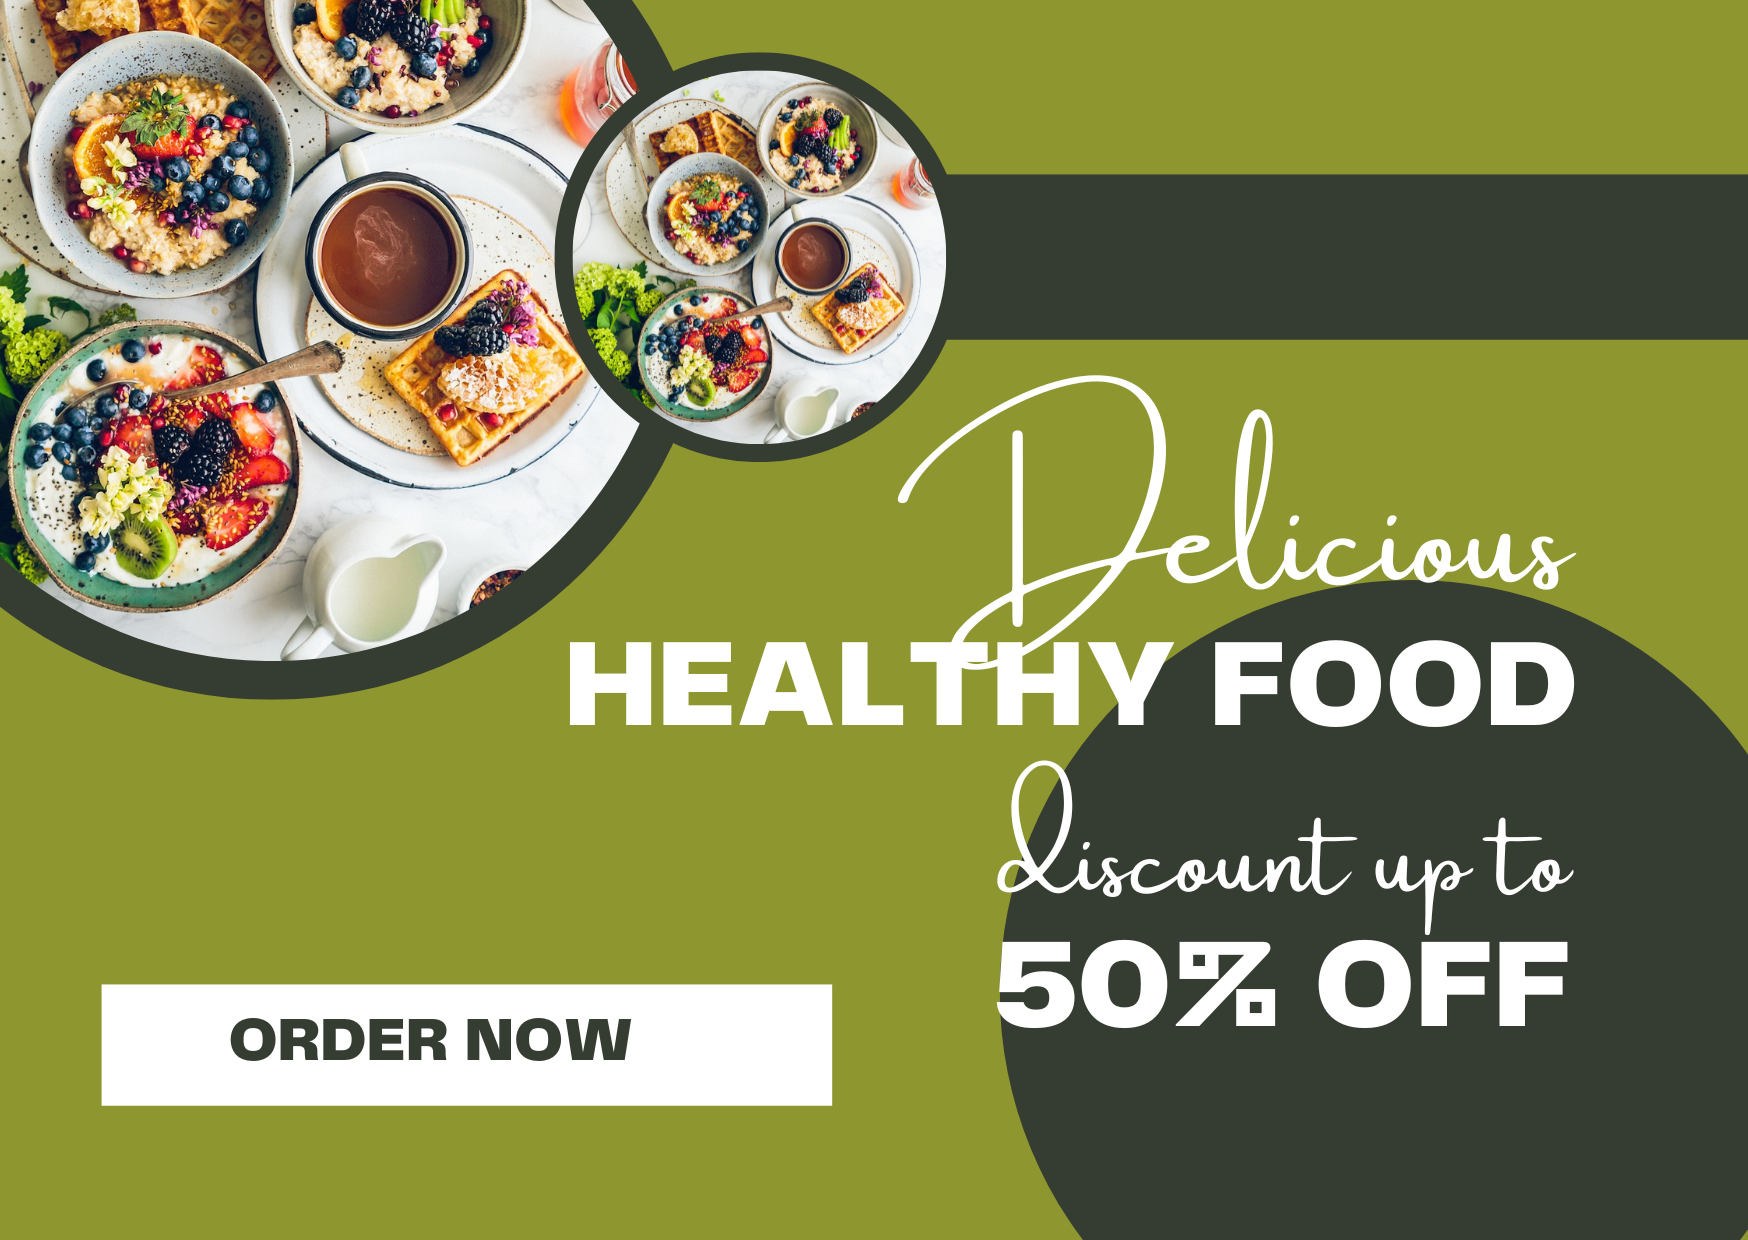 Delicious
HEALTHY FOOD
discount up to
50% OFF
ORDER NOW